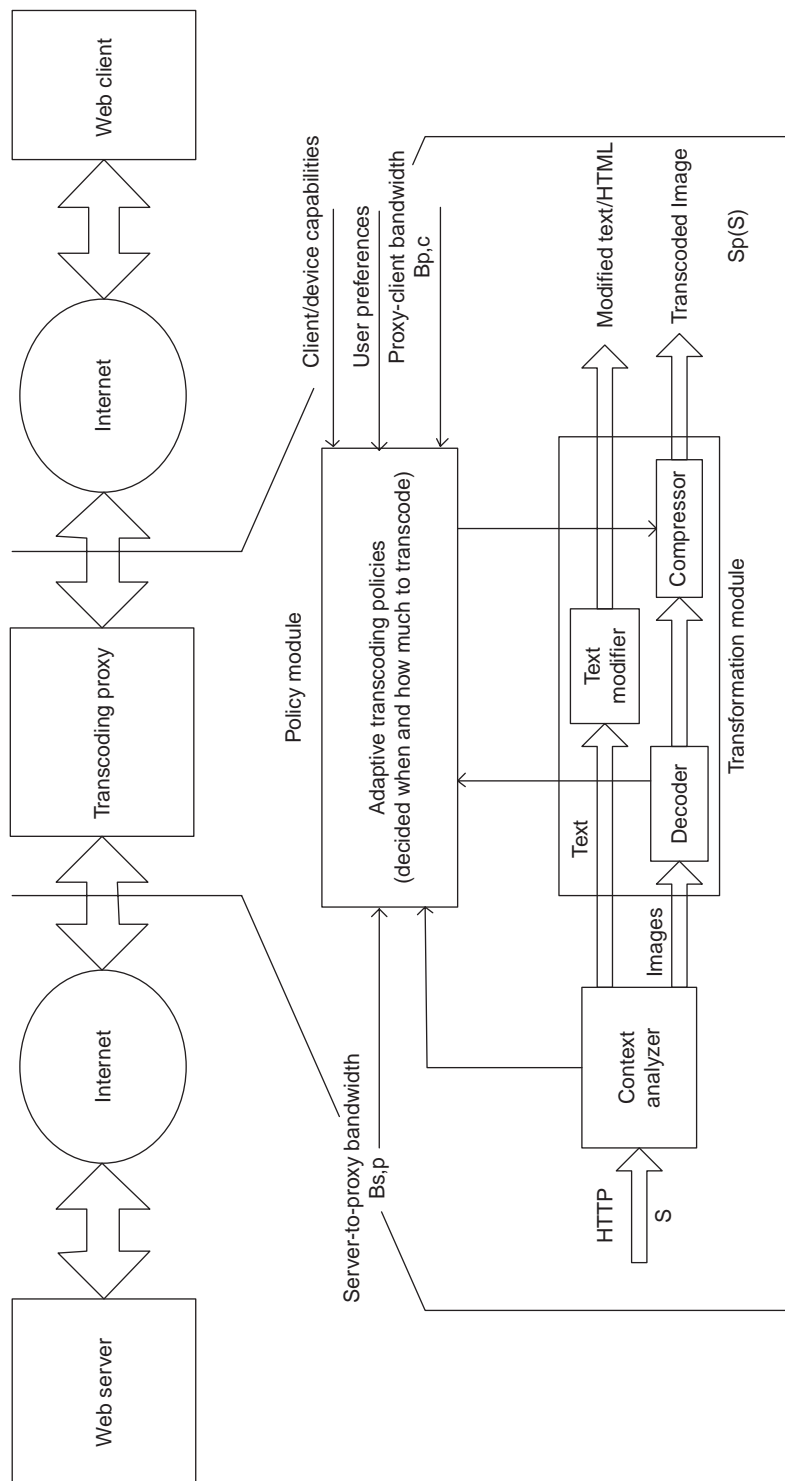 Web server
Internet
Transcoding proxy
Internet
Web client
Server-to-proxy bandwidth
Bs,p
Policy module
Adaptive transcoding policies
(decided when and how much to transcode)
Client/device capabilities
User preferences
Proxy-client bandwidth
Bp,c
HTTP
S
Context
analyzer
Text
Images
Text
modifier
Decoder
Compressor
Transformation module
Modified text/HTML
Transcoded Image
Sp(S)